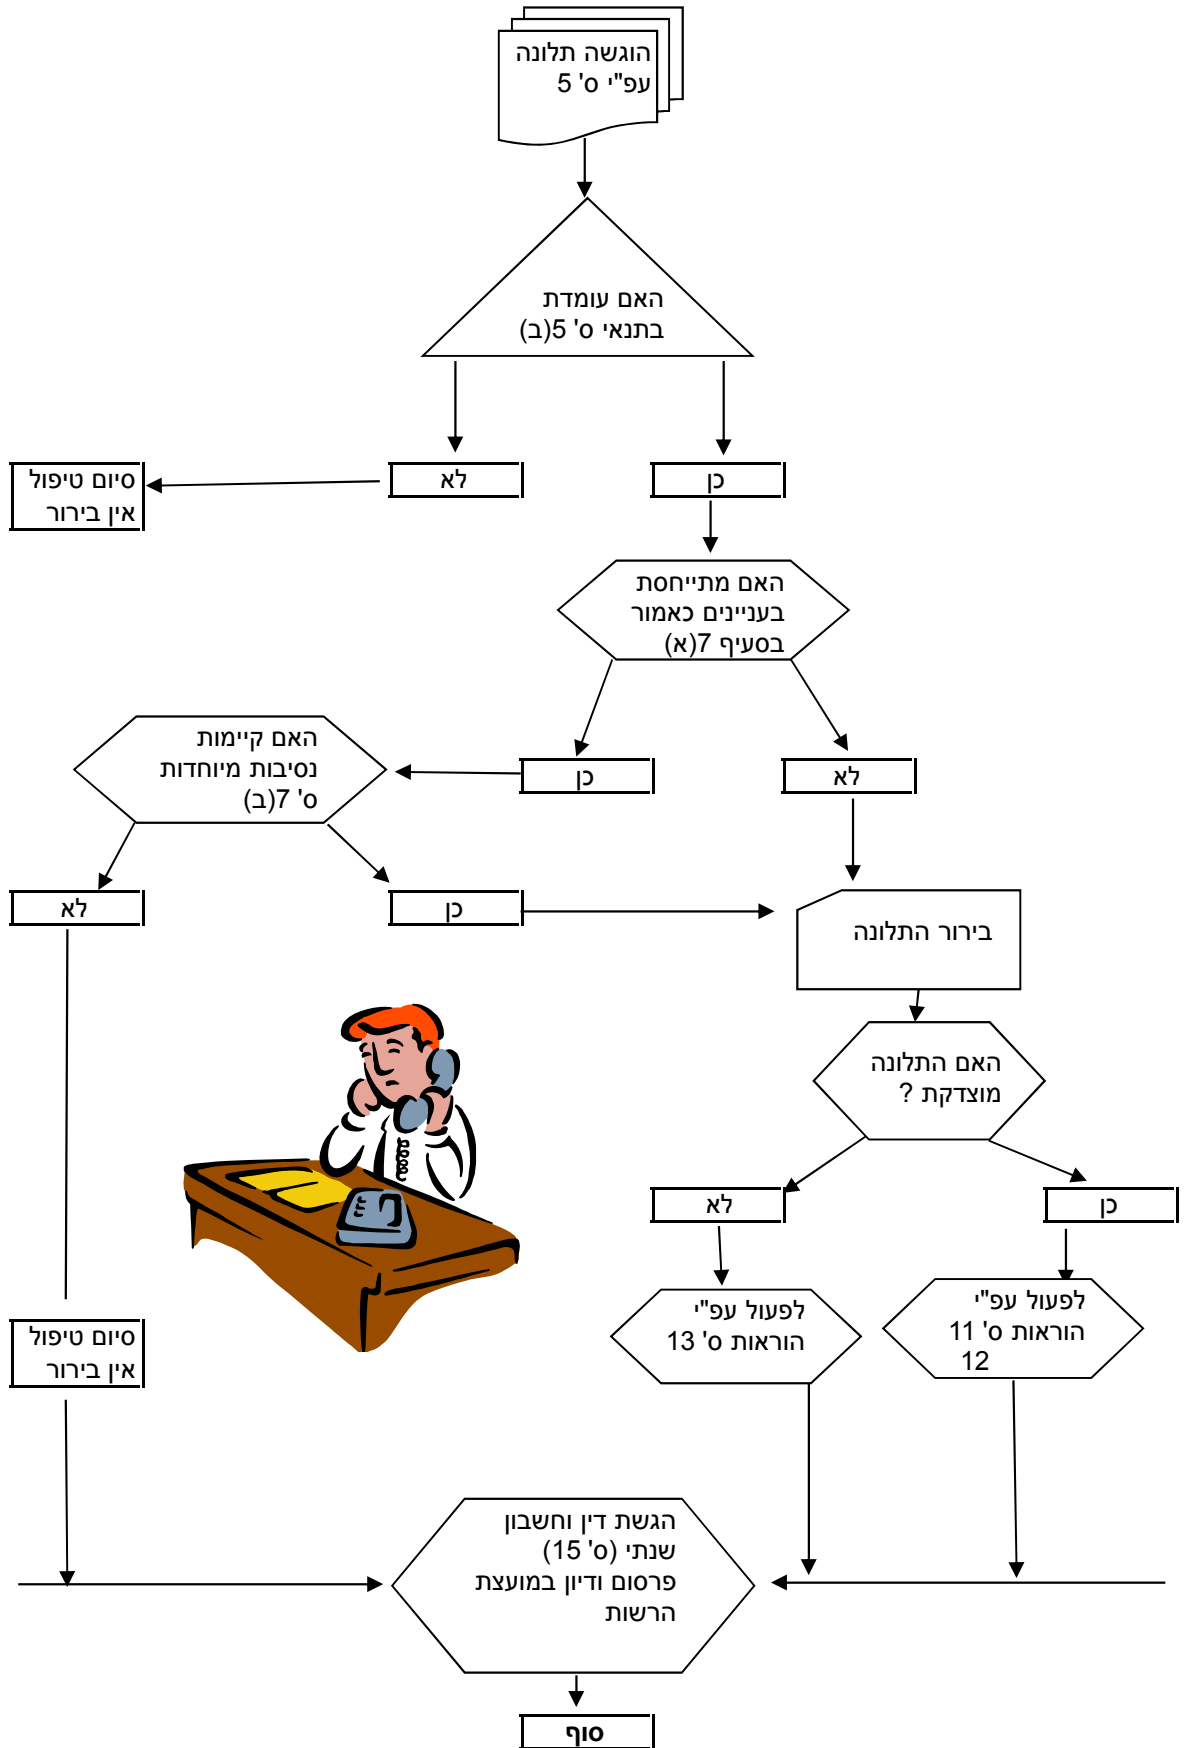 הוגשה תלונה
עפ"י ס' 5
האם עומדת
בתנאי ס' 5(ב)
כן
לא
סיום טיפול
אין בירור
האם מתייחסת
בעניינים כאמור
בסעיף 7(א)
האם קיימות
נסיבות מיוחדות
ס' 7(ב)
לא
כן
כן
לא
בירור התלונה
האם התלונה
מוצדקת ?
כן
לא
לפעול עפ"י
הוראות ס' 11
12
לפעול עפ"י
הוראות ס' 13
סיום טיפול
אין בירור
הגשת דין וחשבון
שנתי (ס' 15)
פרסום ודיון במועצת
הרשות
סוף